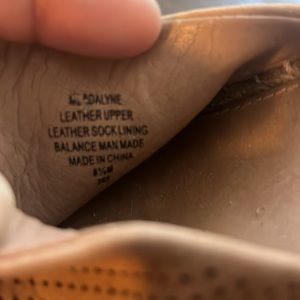 LEATHER UPPER
LEATHER SOCK LINING
BALANCE MAN MADE
MADE IN CHINA
8½M